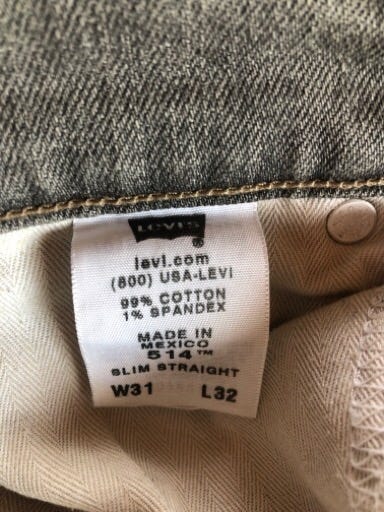 LEVI'S
®
levi.com
(800) USA-LEVI
99% COTTON
1% SPANDEX
MADE IN
MEXICO
514™
SLIM STRAIGHT
W31 L32